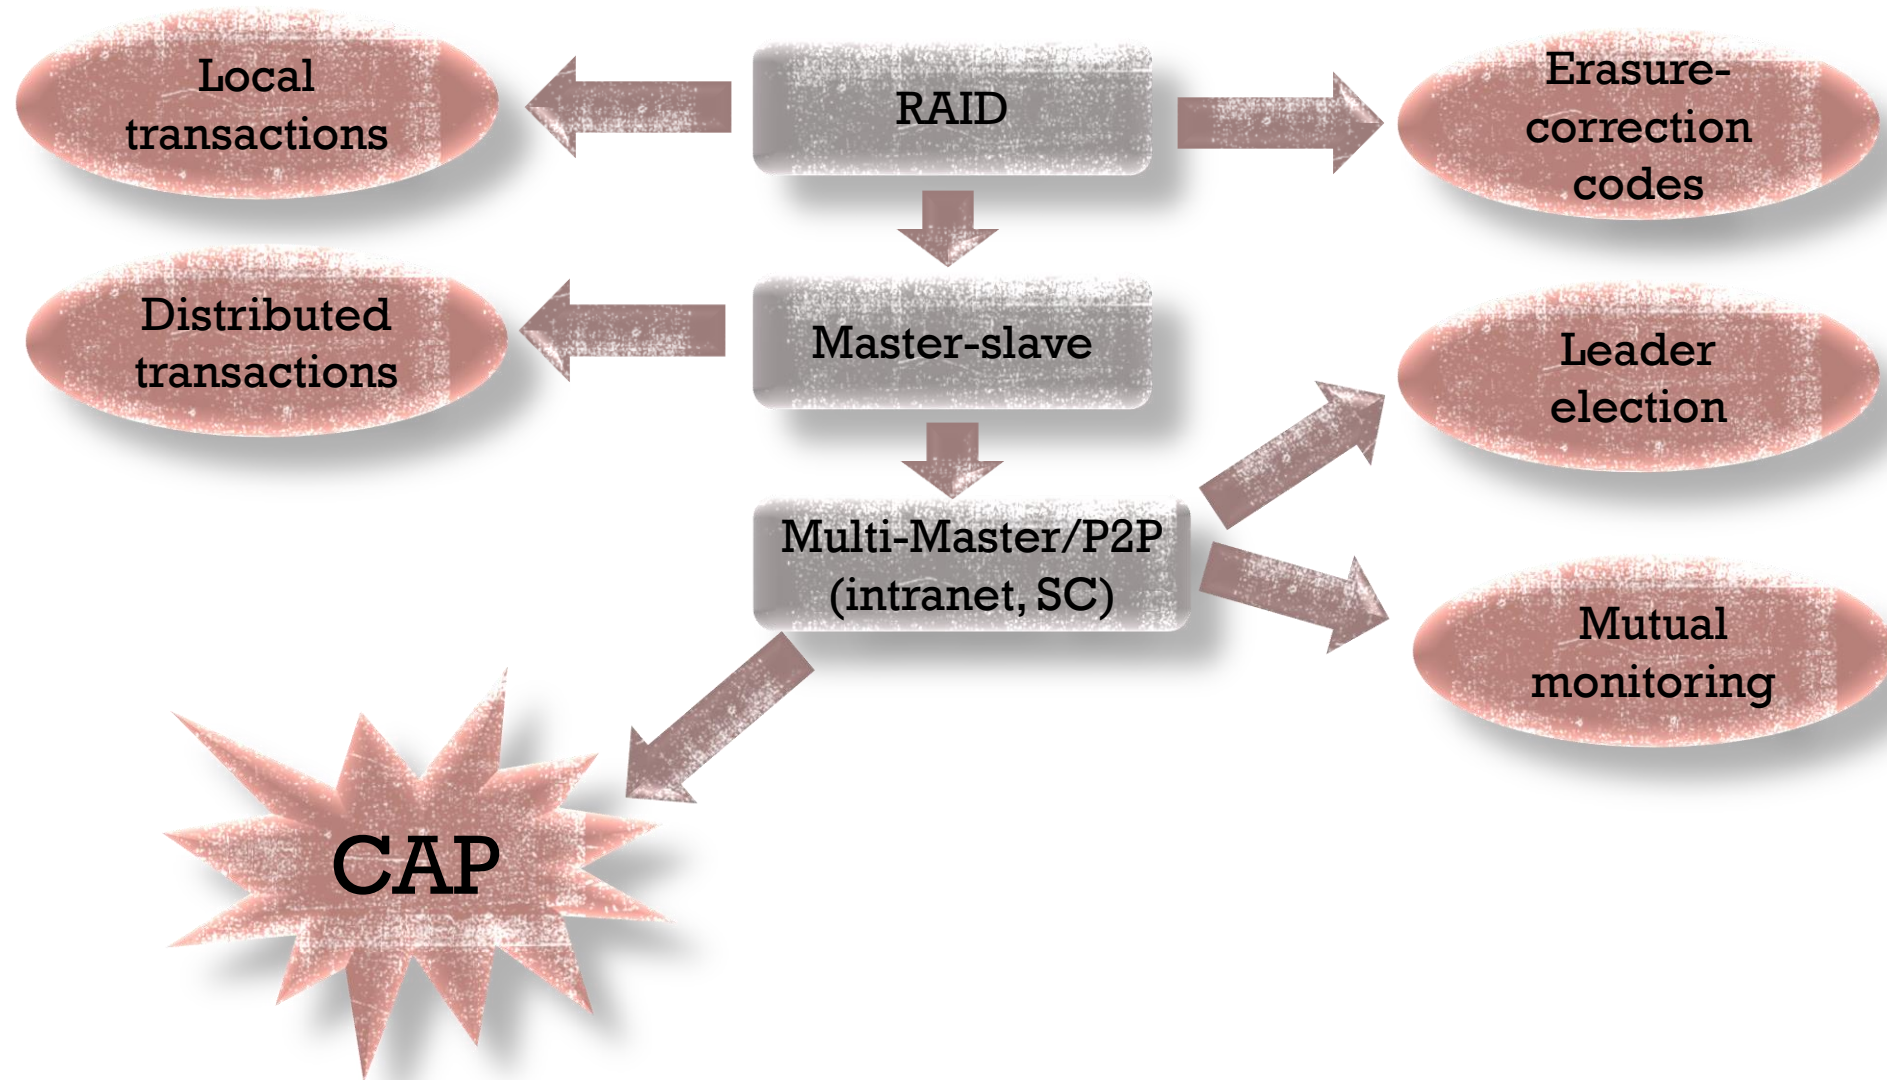 Local
transactions
RAID
Erasure-
correction
codes
Distributed
transactions
Master-slave
Leader
election
Multi-Master/P2P
(intranet, SC)
Mutual
monitoring
CAP